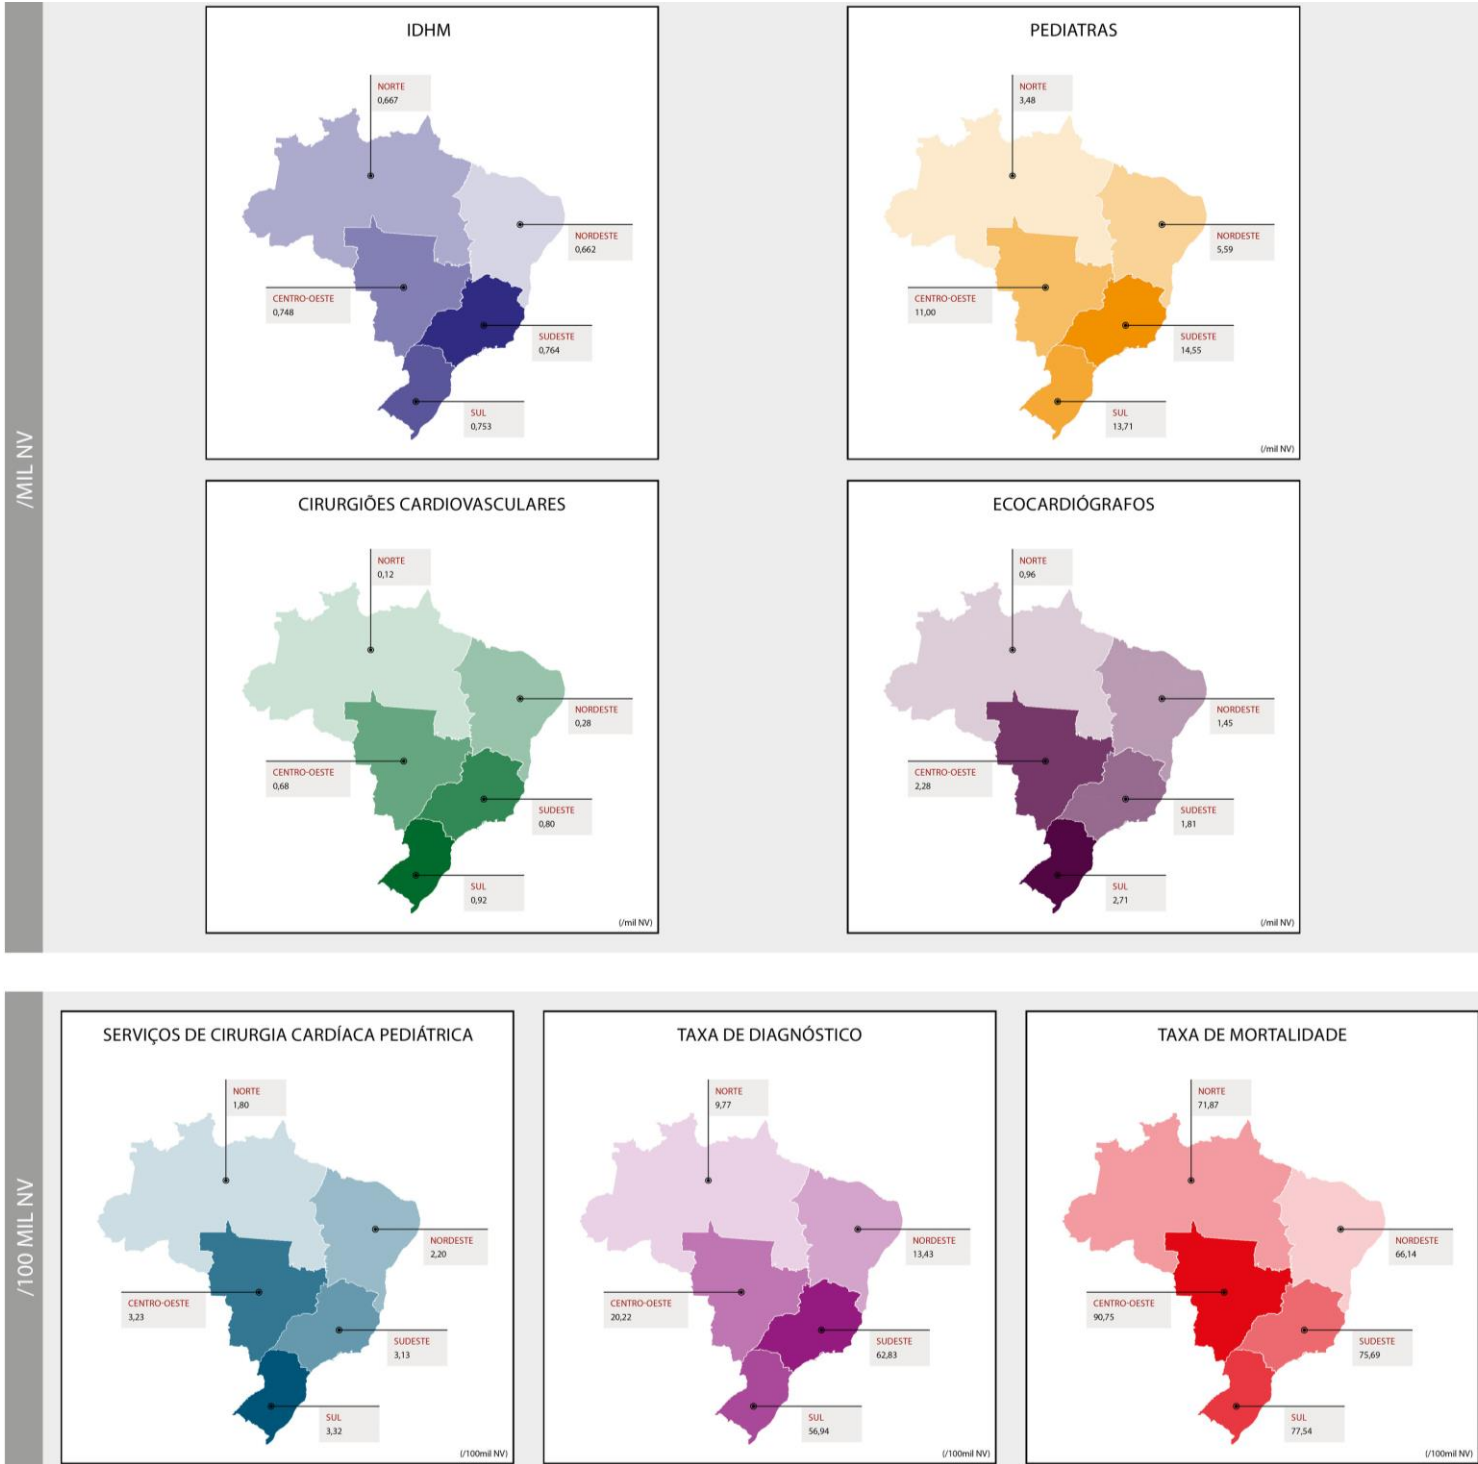 /MIL NV
IDHM
NORTE
0,667
NORDESTE
0,662
CENTRO-OESTE
0,748
SUDESTE
0,764
SUL
0,753
PEDIATRAS
NORTE
3,48
NORDESTE
5,59
CENTRO-OESTE
11,00
SUDESTE
14,55
SUL
13,71
(/mil NV)
CIRURGIÕES CARDIOVASCULARES
NORTE
0,12
NORDESTE
0,28
CENTRO-OESTE
0,68
SUDESTE
0,80
SUL
0,92
(/mil NV)
ECOCARDIÓGRAFOS
NORTE
0,96
NORDESTE
1,45
CENTRO-OESTE
2,28
SUDESTE
1,81
SUL
2,71
(/mil NV)
/100 MIL NV
SERVIÇOS DE CIRURGIA CARDÍACA PEDIÁTRICA
NORTE
1,80
NORDESTE
2,20
CENTRO-OESTE
3,23
SUDESTE
3,13
SUL
3,32
(/100mil NV)
TAXA DE DIAGNÓSTICO
NORTE
9,77
NORDESTE
13,43
CENTRO-OESTE
20,22
SUDESTE
62,83
SUL
56,94
(/100mil NV)
TAXA DE MORTALIDADE
NORTE
71,87
NORDESTE
66,14
CENTRO-OESTE
90,75
SUDESTE
75,69
SUL
77,54
(/100mil NV)